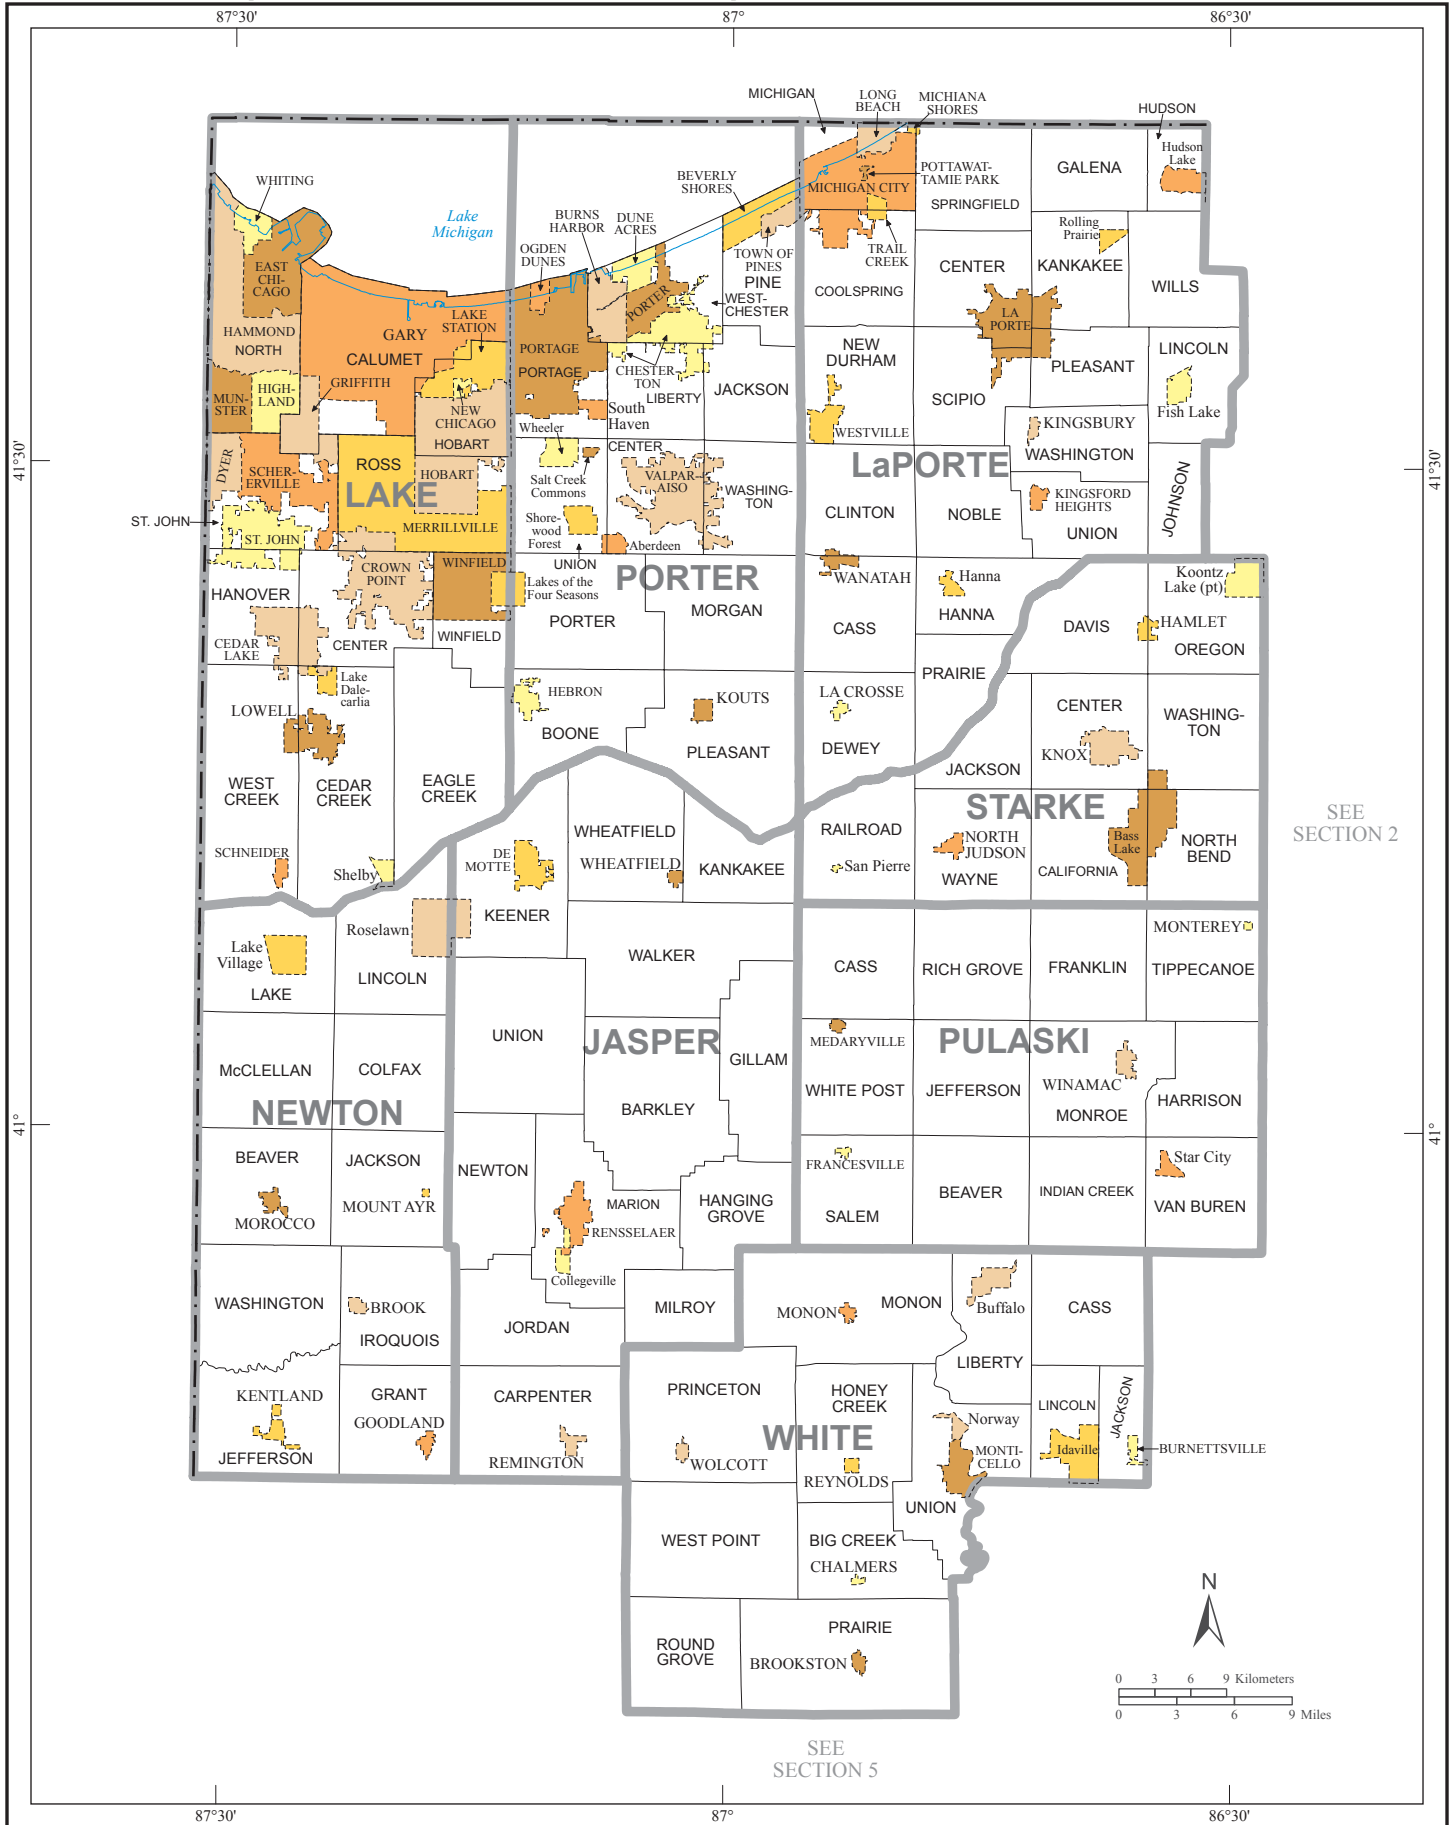 87°30'
87°
86°30'
MICHIGAN
LONG
BEACH
MICHIANA
SHORES
HUDSON
Hudson
Lake
GALENA
WHITING
BEVERLY
SHORES
POTTAWAT-
TAMIE PARK
MICHIGAN CITY
SPRINGFIELD
Lake
Michigan
BURNS
HARBOR
DUNE
ACRES
OGDEN
DUNES
TOWN OF
PINES
PINE
TRAIL
CREEK
Rolling
Prairie
KANKAKEE
CENTER
WILLS
EAST
CHI-
CAGO
COOLSPRING
PORTER
WEST-
CHESTER
HAMMOND
NORTH
GARY
CALUMET
LAKE
STATION
LA
PORTE
PORTAGE
PORTAGE
NEW
DURHAM
LINCOLN
PLEASANT
GRIFFITH
HIGH-
LAND
MUN-
STER
CHESTER-
TON
LIBERTY
JACKSON
NEW
CHICAGO
HOBART
South
Haven
SCIPIO
Fish Lake
Wheeler
WESTVILLE
KINGSBURY
WASHINGTON
CENTER
41°30'
41°30'
DYER
SCHER-
ERVILLE
ROSS
LAKE
HOBART
Salt Creek
Commons
VALPAR-
AISO
WASHING-
TON
LaPORTE
KINGSFORD
HEIGHTS
JOHNSON
CLINTON
NOBLE
UNION
ST. JOHN
ST. JOHN
MERRILLVILLE
Shore-
wood
Forest
Aberdeen
UNION
CROWN
POINT
WINFIELD
PORTER
WANATAH
Hanna
HANNA
Koontz
Lake (pt)
Lakes of the
Four Seasons
HANOVER
MORGAN
PORTER
CASS
DAVIS
HAMLET
OREGON
CEDAR
LAKE
CENTER
WINFIELD
PRAIRIE
Lake
Dale-
carlia
HEBRON
KOUTS
LA CROSSE
LOWELL
BOONE
PLEASANT
DEWEY
CENTER
KNOX
WASHING-
TON
JACKSON
WEST
CREEK
CEDAR
CREEK
EAGLE
CREEK
STARKE
SEE
SECTION 2
WHEATFIELD
WHEATFIELD
RAILROAD
NORTH
JUDSON
WAYNE
Bass
Lake
CALIFORNIA
NORTH
BEND
DE
MOTTE
KANKAKEE
San Pierre
SCHNEIDER
Shelby
KEENER
Roselawn
MONTEREY
Lake
Village
LAKE
LINCOLN
WALKER
CASS
RICH GROVE
FRANKLIN
TIPPECANOE
UNION
JASPER
GILLAM
MEDARYVILLE
PULASKI
WHITE POST
JEFFERSON
WINAMAC
MONROE
HARRISON
McCLELLAN
COLFAX
NEWTON
BARKLEY
41°
41°
BEAVER
JACKSON
MOUNT AYR
MOROCCO
NEWTON
MARION
RENSSELAER
Collegeville
HANGING
GROVE
FRANCESVILLE
SALEM
BEAVER
INDIAN CREEK
Star City
VAN BUREN
WASHINGTON
BROOK
IROQUOIS
JORDAN
MILROY
MONON
MONON
Buffalo
CASS
LIBERTY
KENTLAND
JEFFERSON
GRANT
GOODLAND
CARPENTER
REMINGTON
PRINCETON
WHITE
WOLCOTT
HONEY
CREEK
REYNOLDS
Norway
MONTI-
CELLO
LINCOLN
Idaville
JACKSON
BURNETTSVILLE
UNION
WEST POINT
BIG CREEK
CHALMERS
ROUND
GROVE
PRAIRIE
BROOKSTON
N
0 3 6 9 Kilometers
0 3 6 9 Miles
SEE
SECTION 5
87°30'
87°
86°30'